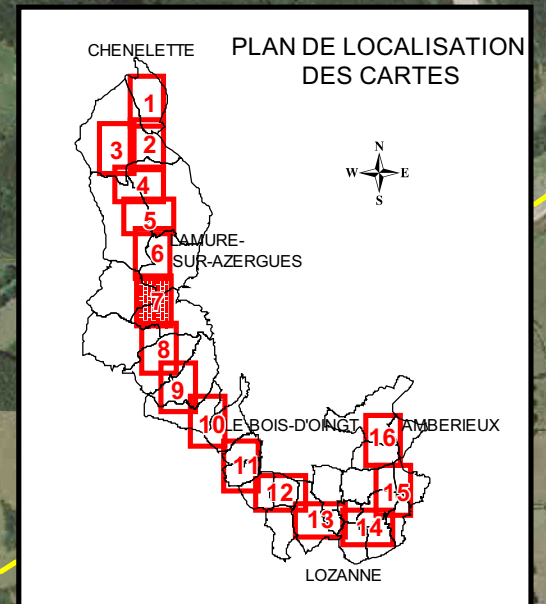 CHENELETTE
PLAN DE LOCALISATION
DES CARTES
1
2
3
4
N
W E
S
5
6
LAMURE-
SUR-AZERGUES
7
8
9
10
LE BOIS-D'OINGT
16
AMBERIEUX
11
12
15
13
14
LOZANNE